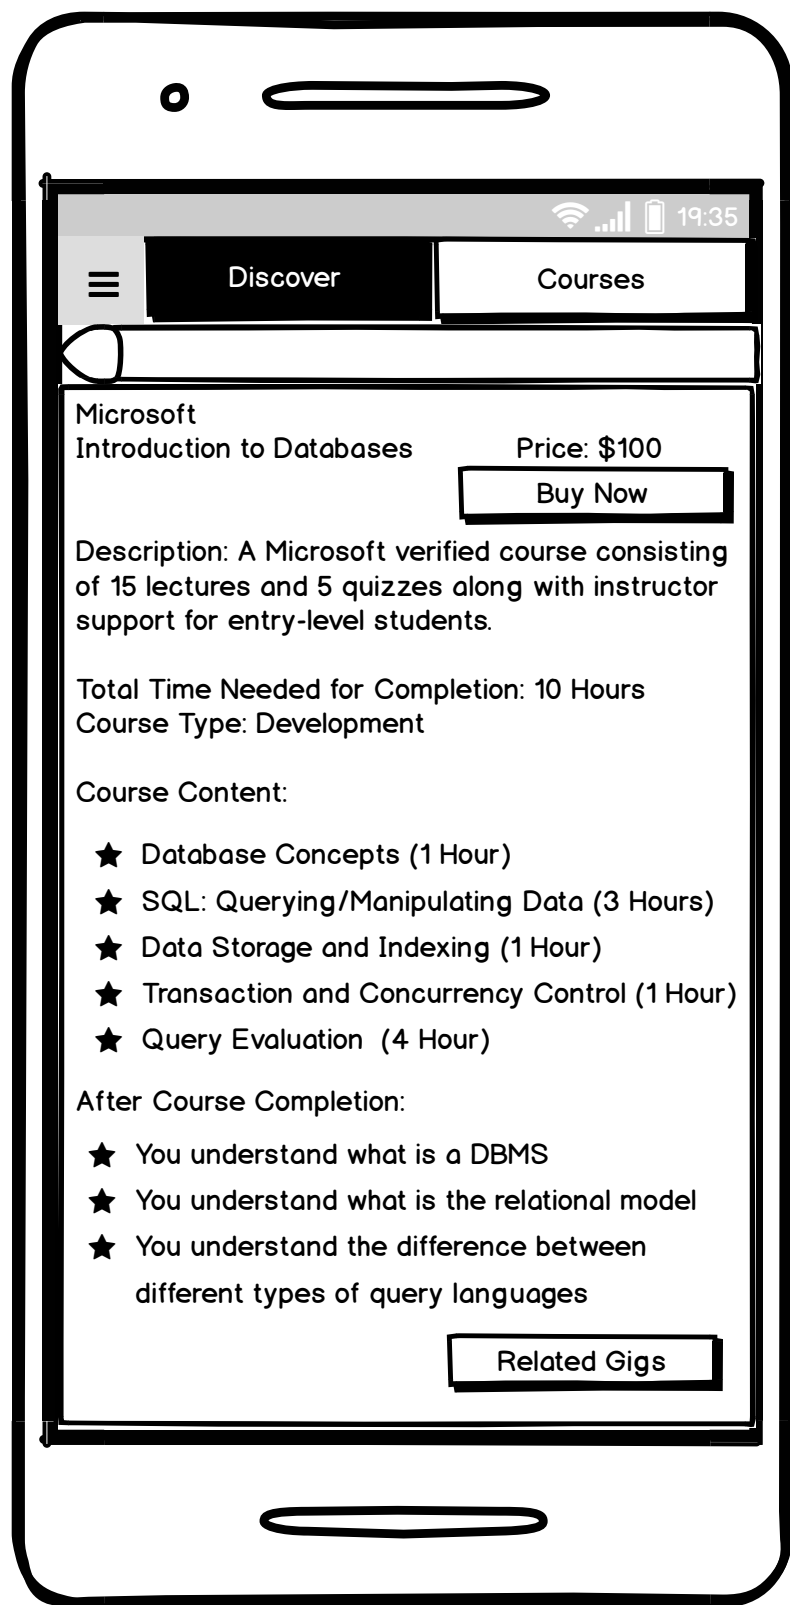 19:35
Discover
Courses
Microsoft
Introduction to Databases
Price: $100
Buy Now
Description: A Microsoft verified course consisting
of 15 lectures and 5 quizzes along with instructor
support for entry-level students.
Total Time Needed for Completion: 10 Hours
Course Type: Development
Course Content:
Database Concepts (1 Hour)
SQL: Querying/Manipulating Data (3 Hours)
Data Storage and Indexing (1 Hour)
Transaction and Concurrency Control (1 Hour)
Query Evaluation (4 Hour)
After Course Completion:
You understand what is a DBMS
You understand what is the relational model
You understand the difference between
different types of query languages
Related Gigs